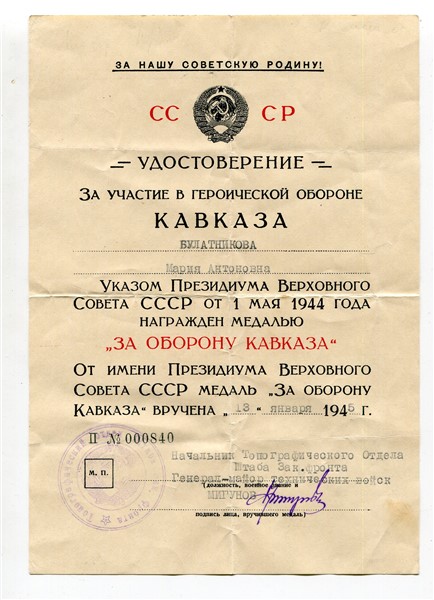 ЗА НАШУ СОВЕТСКУЮ РОДИНУ!
СС СР
УДОСТОВЕРЕНИЕ
ЗА УЧАСТИЕ В ГЕРОИЧЕСКОЙ ОБОРОНЕ
КАВКАЗА
БУЛАТНИКОВА
Мария Антоновна
УКАЗОМ ПРЕЗИДИУМА ВЕРХОВНОГО
СОВЕТА СССР ОТ 1 МАЯ 1944 ГОДА
НАГРАЖДЕН МЕДАЛЬЮ
„ЗА ОБОРОНУ КАВКАЗА“
ОТ ИМЕНИ ПРЕЗИДИУМА ВЕРХОВНОГО
СОВЕТА СССР МЕДАЛЬ „ЗА ОБОРОНУ
КАВКАЗА“ ВРУЧЕНА „13“ января 1945 г.
П № 000840
Начальник Топографического Отдела
Штаба Зак.фронта
М. П.
Генерал-майор технических войск
(должность, военное звание и
МИГУНОВ
подпись лица, вручившего медаль)